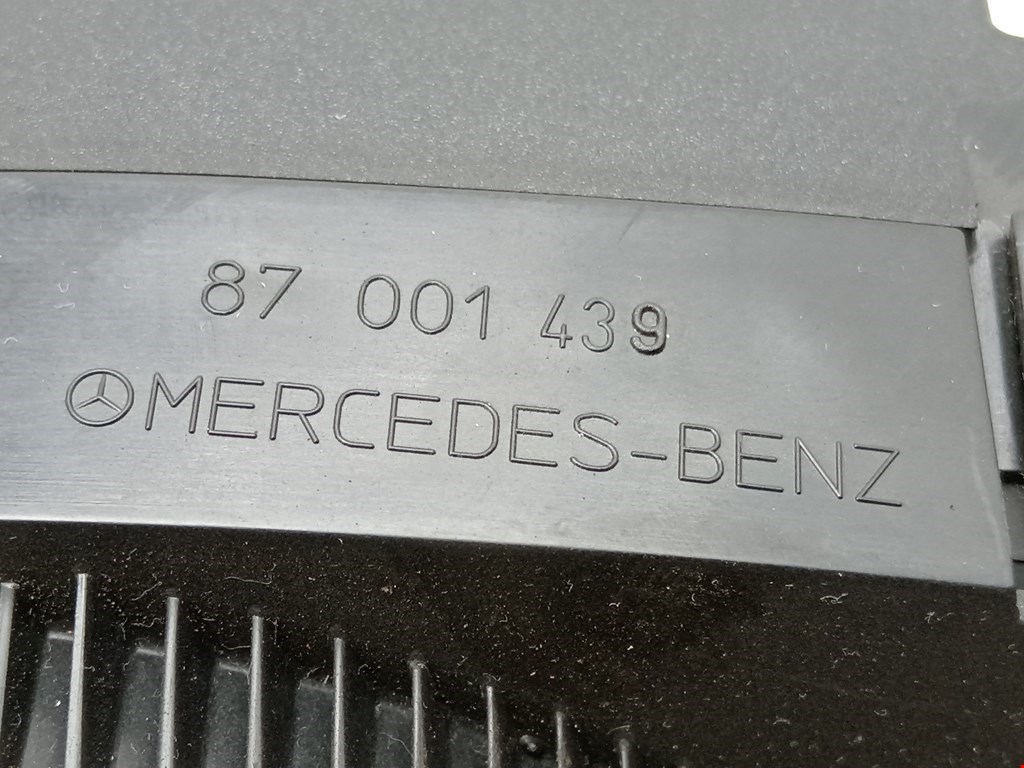 87 001 439
MERCEDES-BENZ